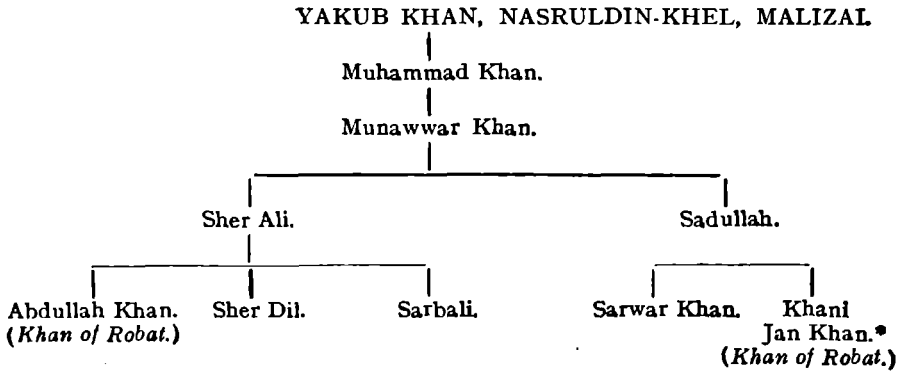 YAKUB KHAN, NASRULDIN-KHEL, MALIZAI.
Muhammad Khan.
Munawwar Khan.
Sher Ali.
Sadullah.
Abdullah Khan.
(Khan of Robat.)
Sher Dil.
Sarbali.
Sarwar Khan.
Khani
Jan Khan.*
(Khan of Robat.)